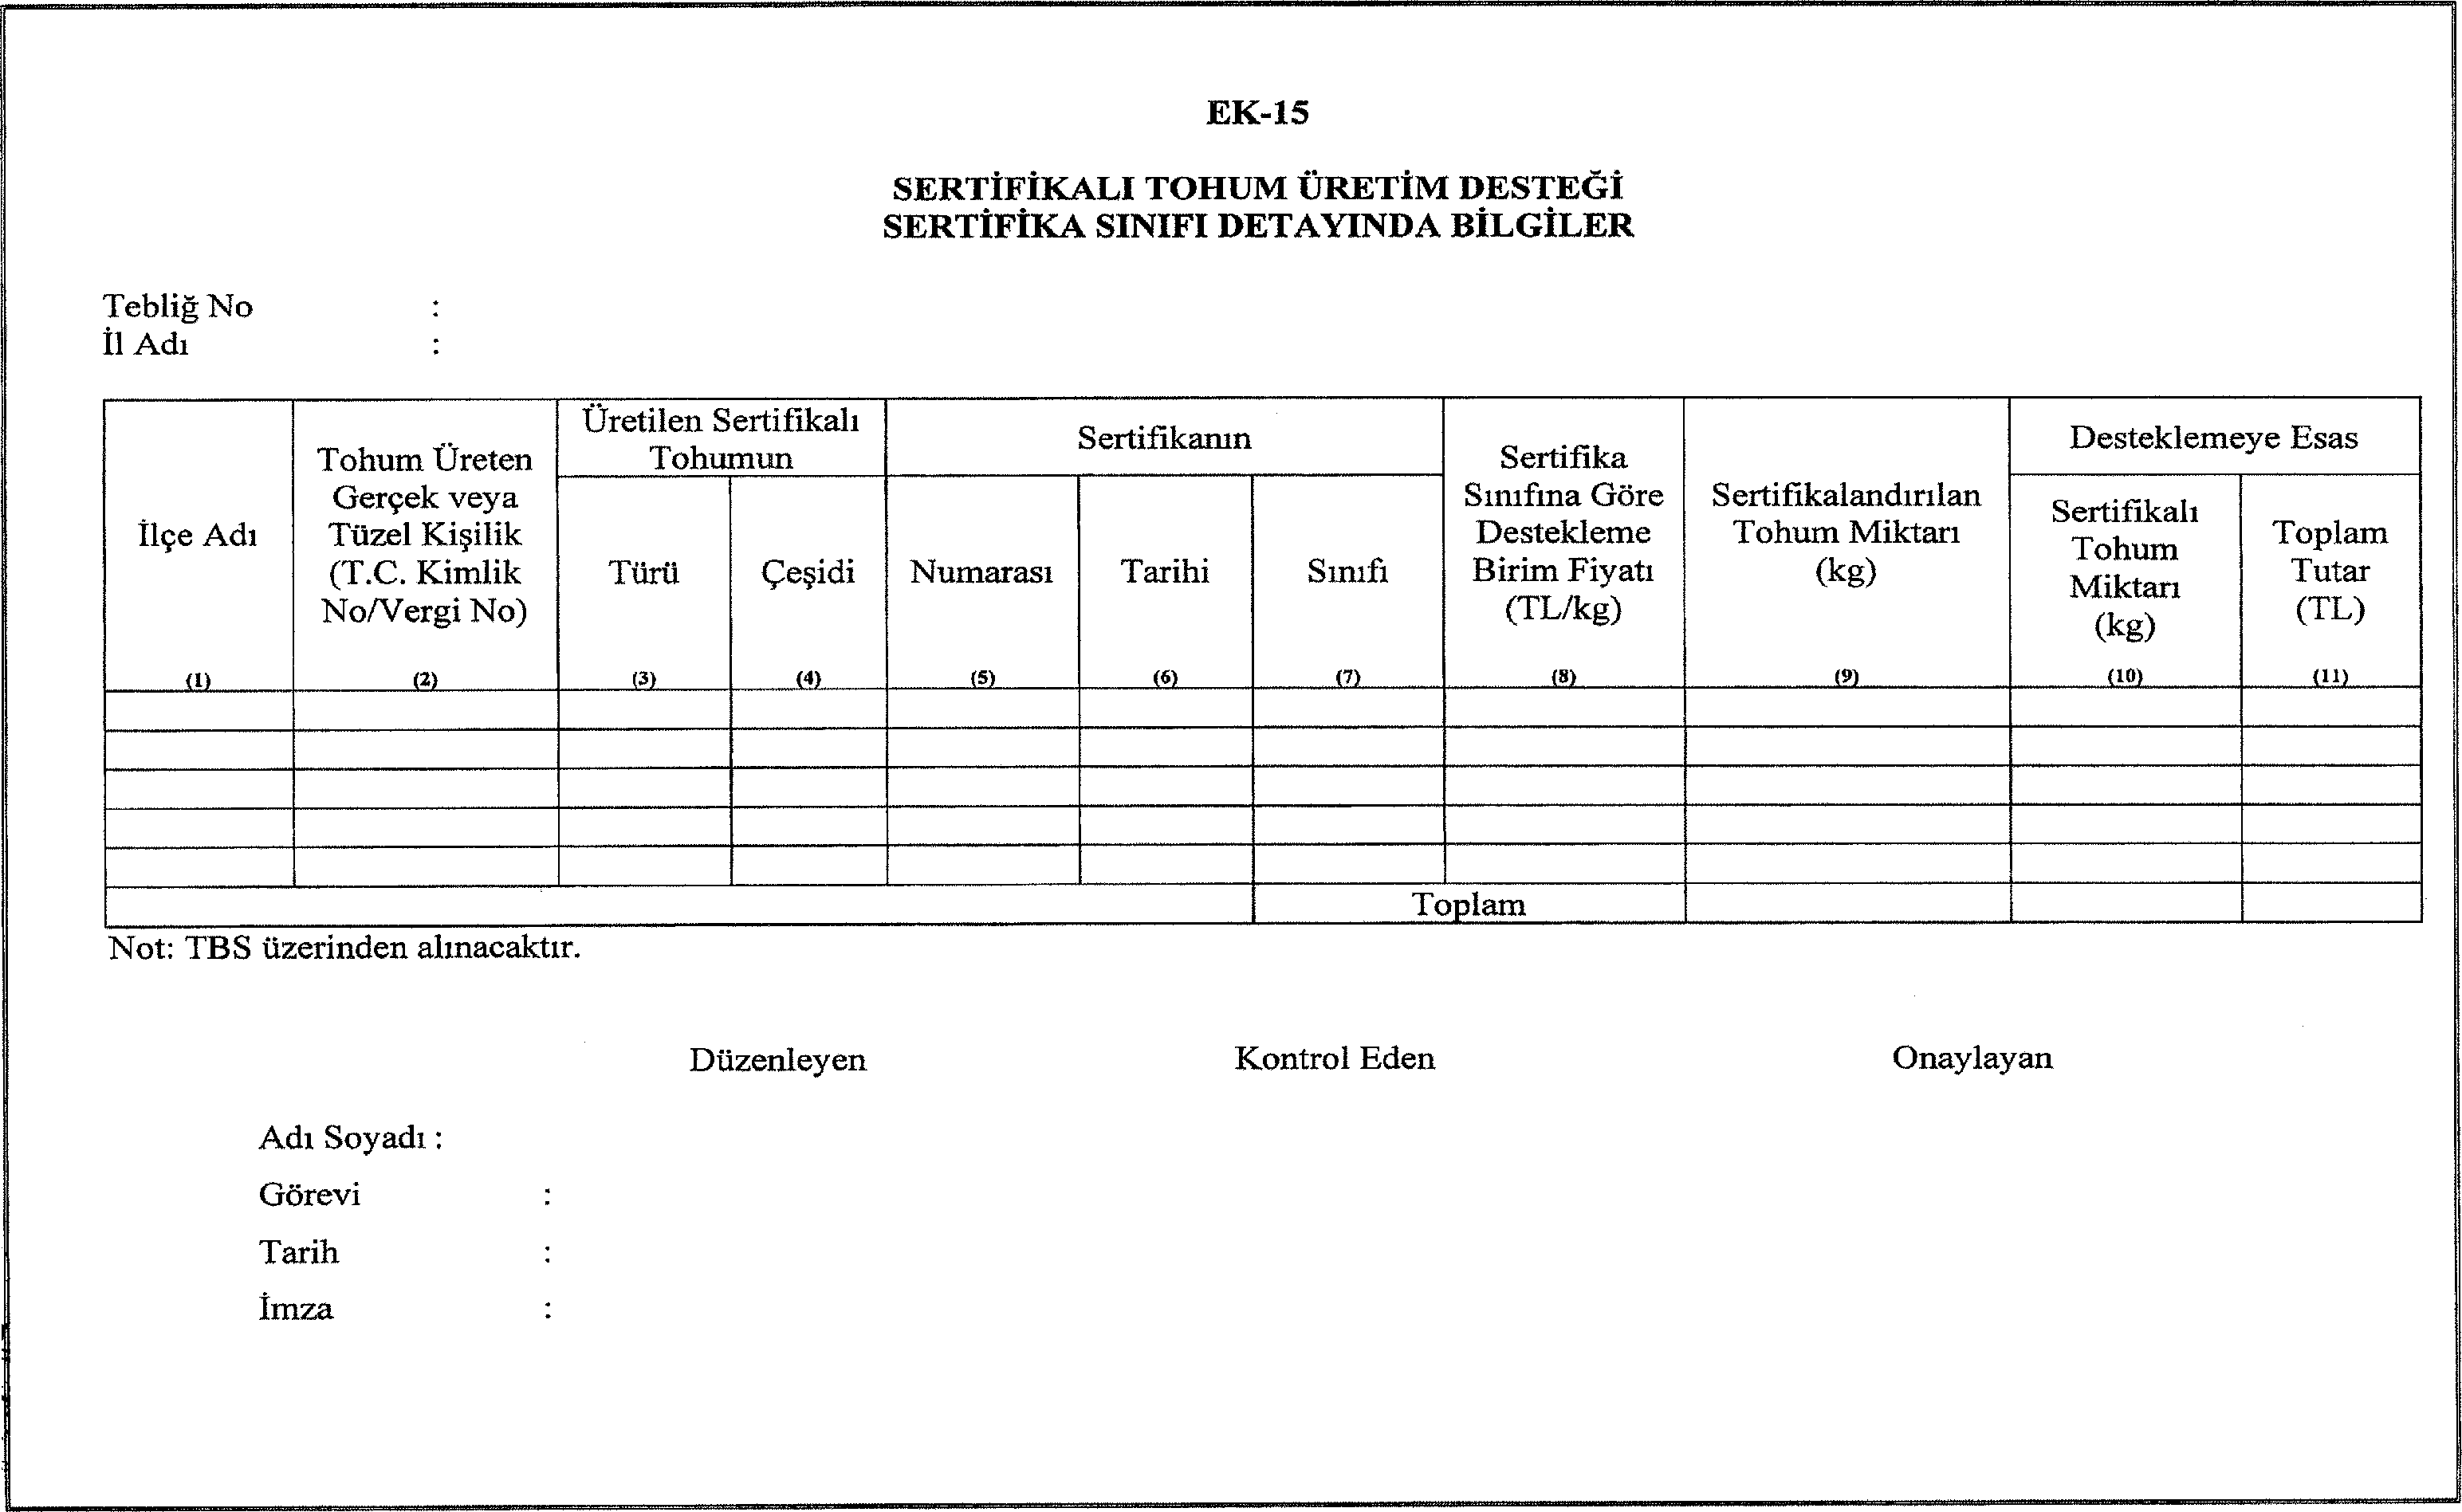 EK-15
SERTİFİKALI TOHUM ÜRETİM DESTEĞİ
SERTİFİKA SINIFI DETAYINDA BİLGİLER
Tebliğ No :
İl Adı :
İlçe Adı
(1)
Tohum Üreten
Gerçek veya
Tüzel Kişilik
(T.C. Kimlik
No/Vergi No)
(2)
Üretilen Sertifikalı
Tohumun
Türü
(3)
Çeşidi
(4)
Sertifikanın
Numarası
(5)
Tarihi
(6)
Sınıfı
(7)
Sertifika
Sınıfına Göre
Destekleme
Birim Fiyatı
(TL/kg)
(8)
Sertifikalandırılan
Tohum Miktarı
(kg)
(9)
Desteklemeye Esas
Sertifikalı
Tohum
Miktarı
(kg)
(10)
Toplam
Tutar
(TL)
(11)
Toplam
Not: TBS üzerinden alınacaktır.
Düzenleyen Kontrol Eden Onaylayan
Adı Soyadı :
Görevi :
Tarih :
İmza :